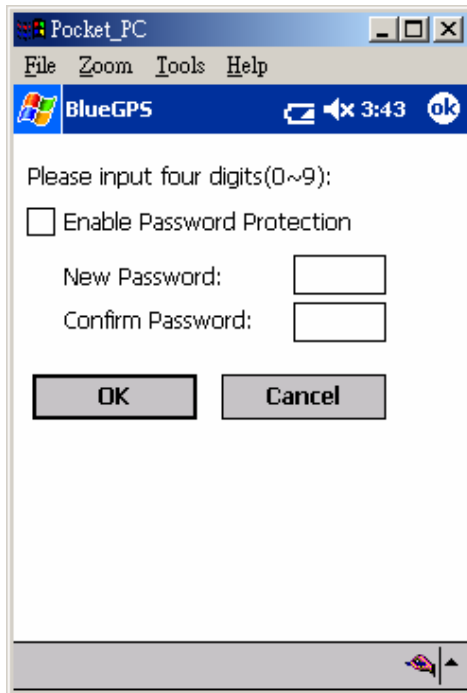 Pocket_PC
File Zoom Tools Help
BlueGPS 3:43 ok
Please input four digits(0~9):
Enable Password Protection
New Password:
Confirm Password:
OK Cancel